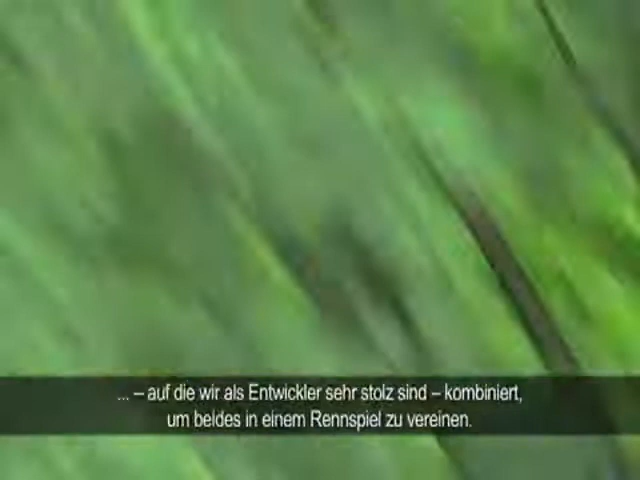 ... – auf die wir als Entwickler sehr stolz sind – kombiniert,
um beides in einem Rennspiel zu vereinen.